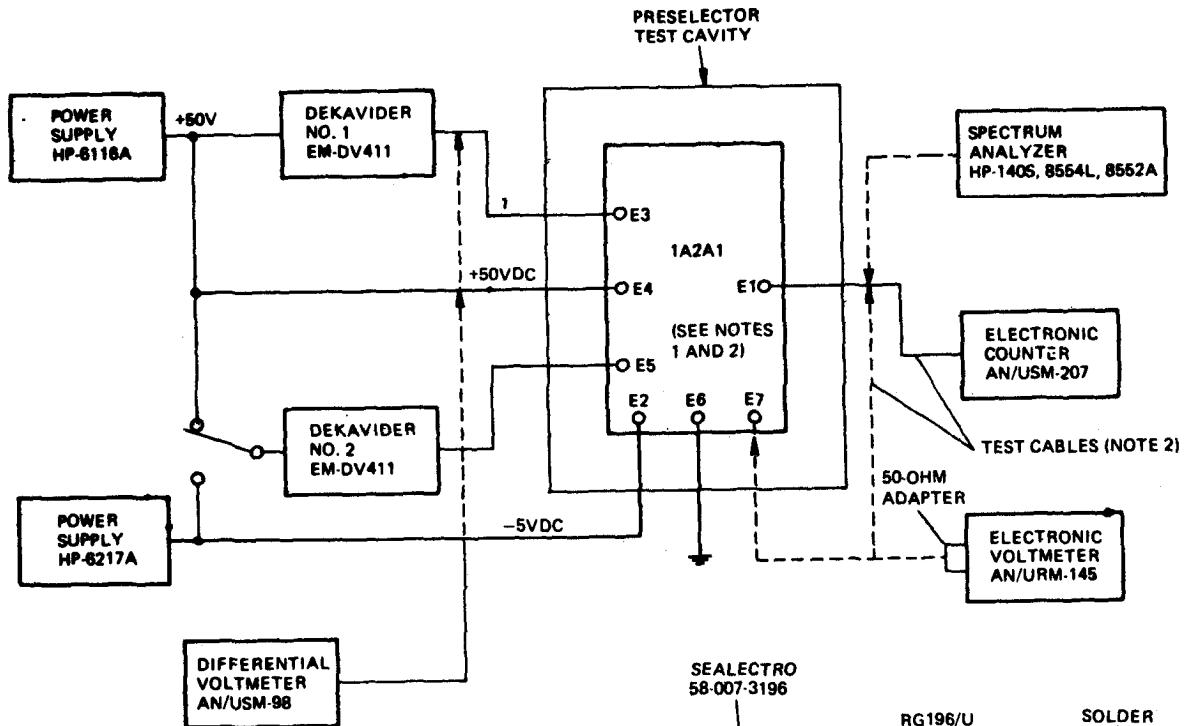 PRESELECTOR
TEST CAVITY
POWER
SUPPLY
HP-6116A
+50V
DEKAVIDER
NO. 1
EM-DV411
SPECTRUM
ANALYZER
HP-140S, 8554L, 8552A
E3
1A2A1
+50VDC
E4
E1
(SEE NOTES
1 AND 2)
ELECTRONIC
COUNTER
AN/USM-207
E5
E2
E6
E7
DEKAVIDER
NO. 2
EM-DV411
TEST CABLES (NOTE 2)
50-OHM
ADAPTER
POWER
SUPPLY
HP-6217A
−5VDC
ELECTRONIC
VOLTMETER
AN/URM-145
DIFFERENTIAL
VOLTMETER
AN/USM-98
SEALECTRO
58-007-3196
RG196/U
SOLDER